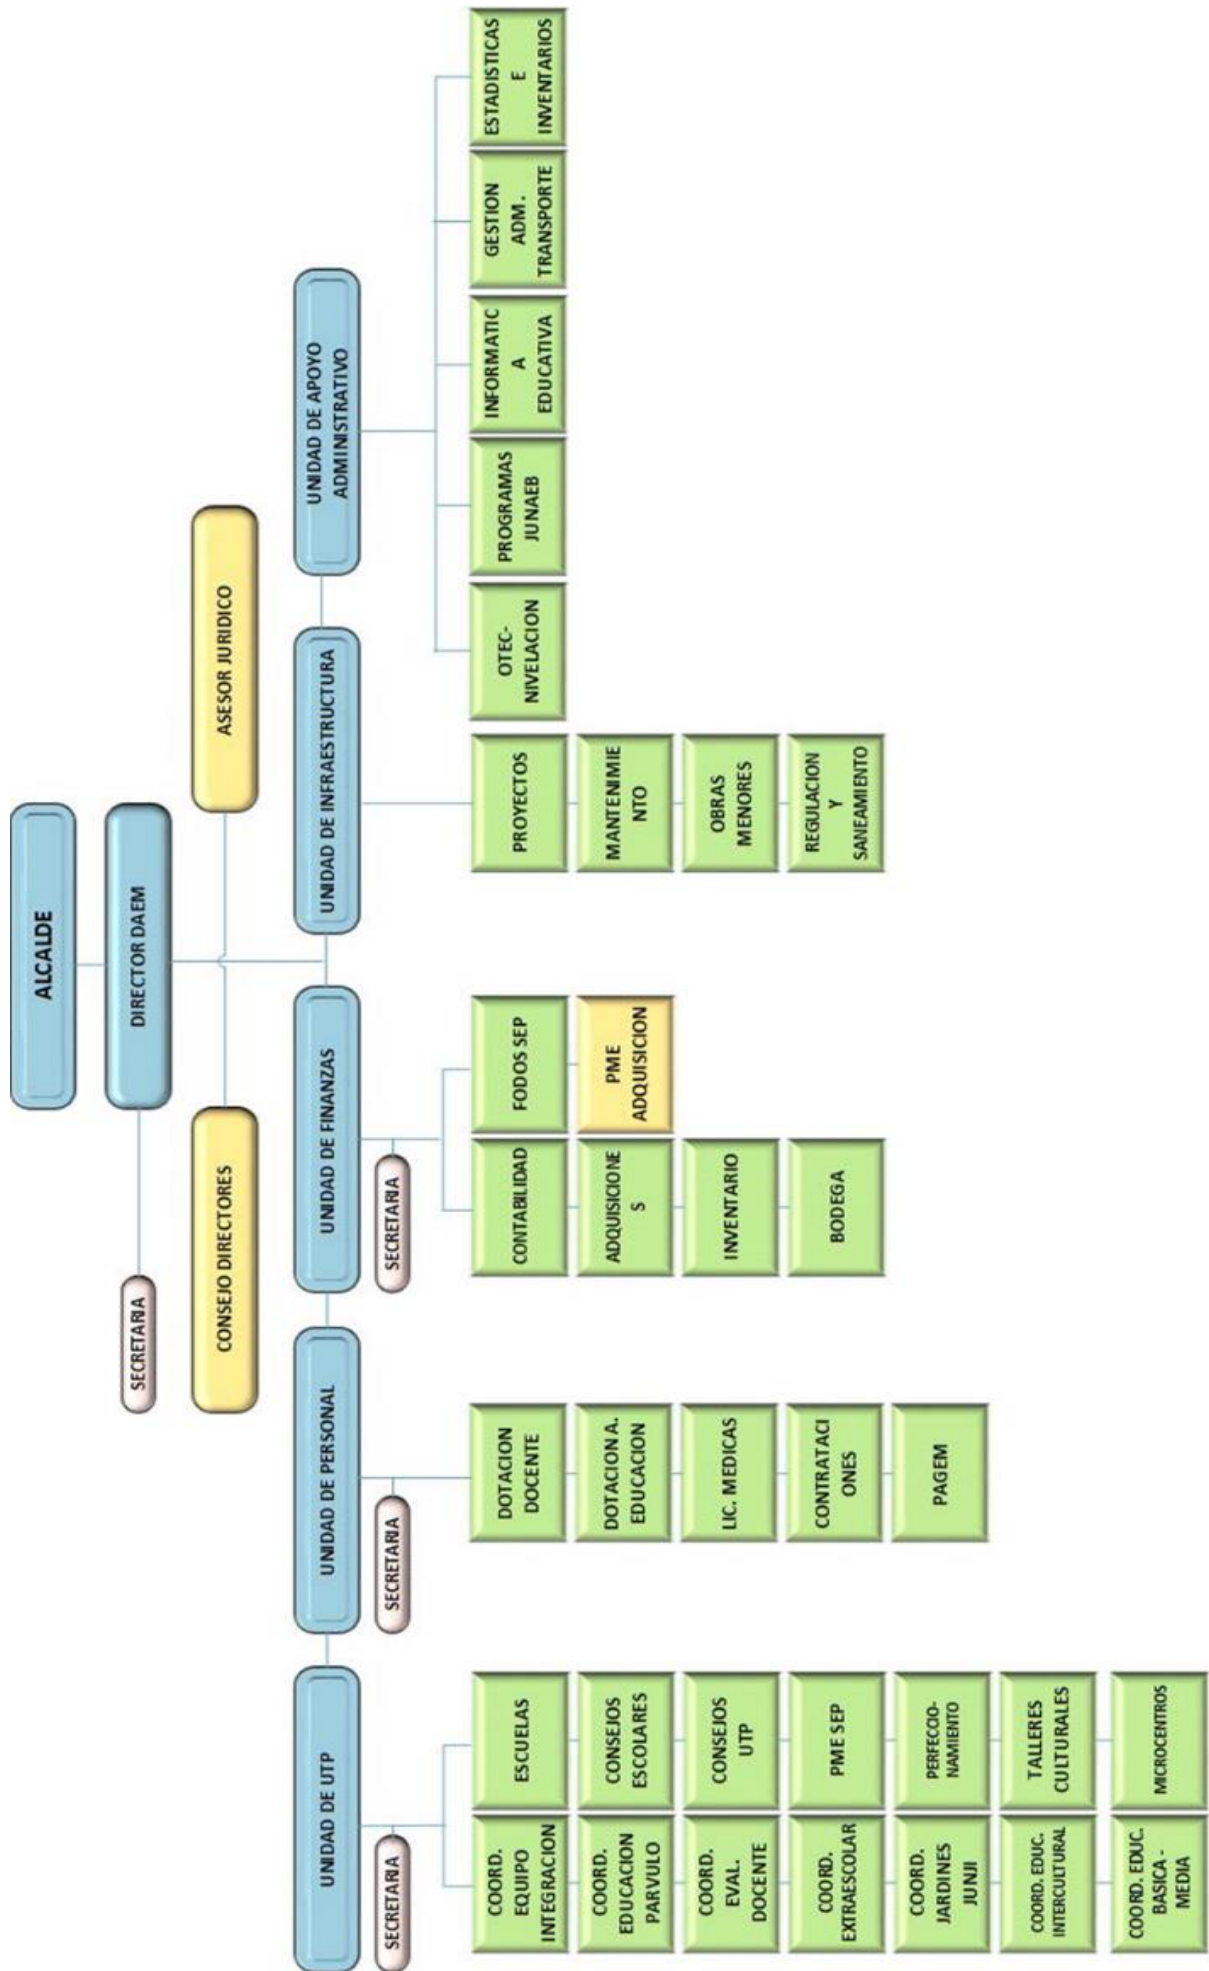 ALCALDE
DIRECTOR DAEM
SECRETARIA
CONSEJO DIRECTORES
ASESOR JURIDICO
UNIDAD DE UTP
UNIDAD DE PERSONAL
UNIDAD DE FINANZAS
UNIDAD DE INFRAESTRUCTURA
UNIDAD DE APOYO
ADMINISTRATIVO
SECRETARIA
SECRETARIA
SECRETARIA
COORD.
EQUIPO
INTEGRACION
COORD.
EDUCACION
PARVULO
COORD.
EVAL.
DOCENTE
COORD.
EXTRAESCOLAR
COORD.
JARDINES
JUNJI
COORD. EDUC.
INTERCULTURAL
COORD. EDUC.
BASICA -
MEDIA
ESCUELAS
CONSEJOS
ESCOLARES
CONSEJOS
UTP
PME SEP
PERFECCIO-
NAMIENTO
TALLERES
CULTURALES
MICROCENTROS
DOTACION
DOCENTE
DOTACION A.
EDUCACION
LIC. MEDICAS
CONTRATACI
ONES
PAGEM
CONTABILIDAD
ADQUISICIONE
S
INVENTARIO
BODEGA
FODOS SEP
PME
ADQUISICION
PROYECTOS
MANTENIMIE
NTO
OBRAS
MENORES
REGULACION
Y
SANEAMIENTO
OTEC-
NIVELACION
PROGRAMAS
JUNAEB
INFORMATIC
A
EDUCATIVA
GESTION
ADM.
TRANSPORTE
ESTADISTICAS
E
INVENTARIOS